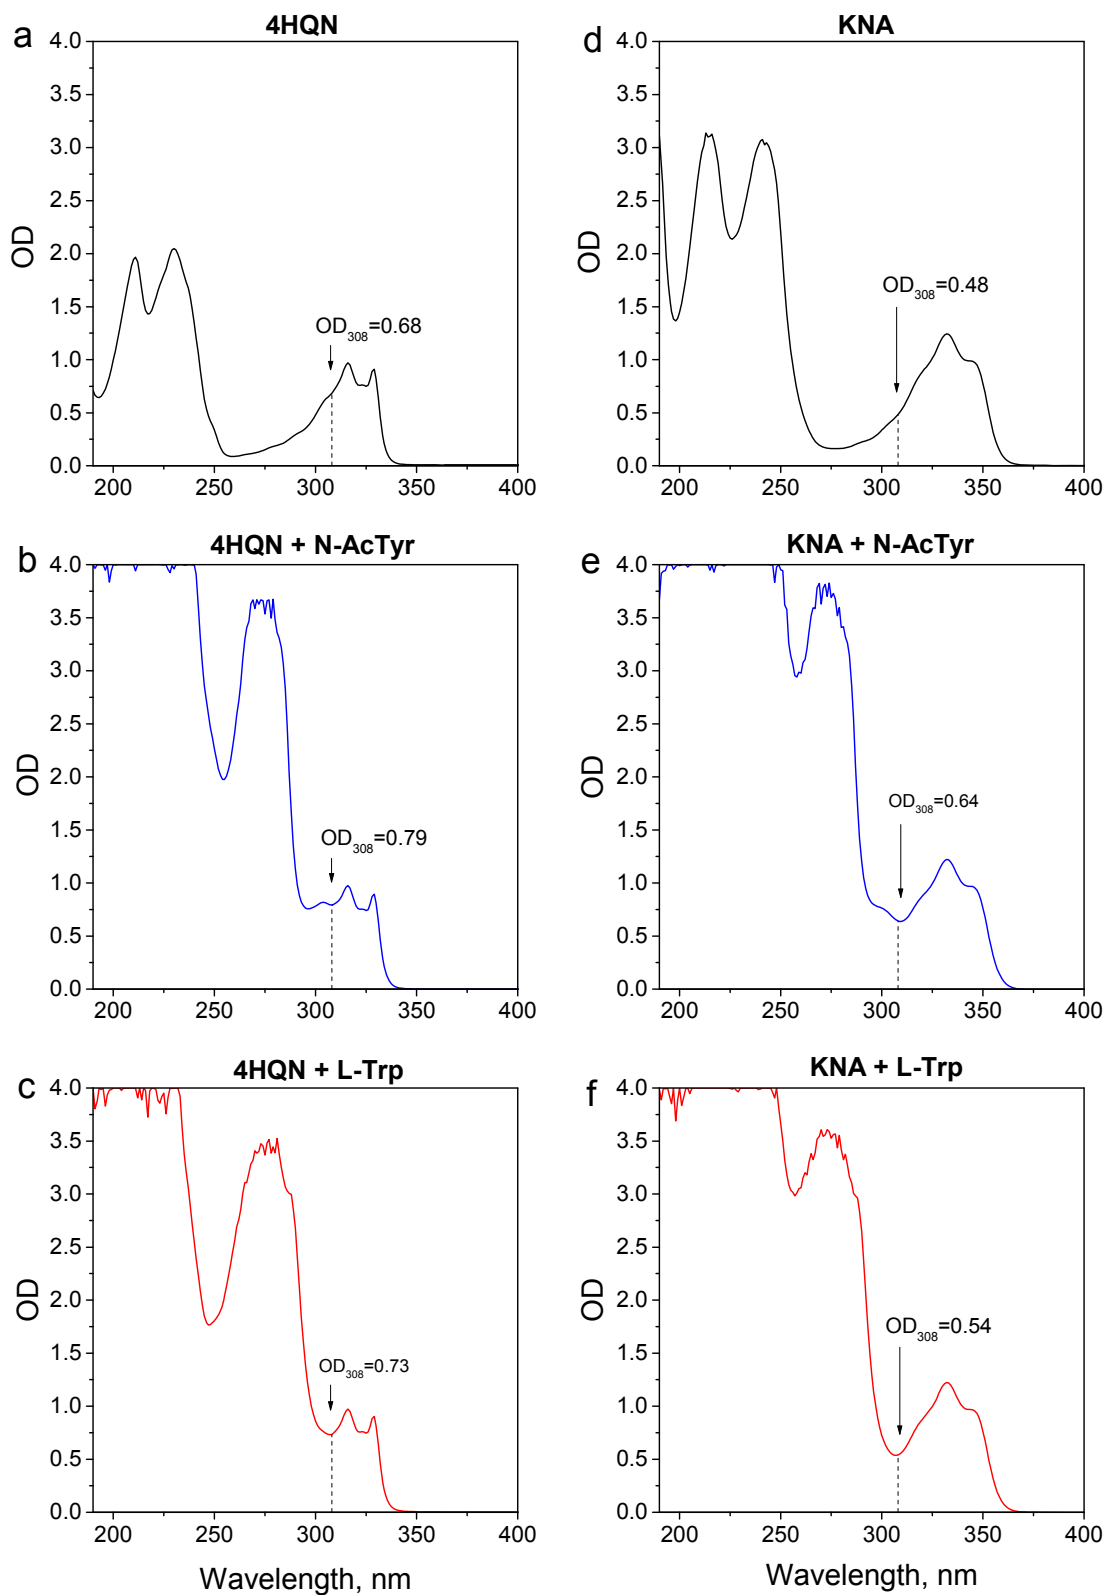 a
4HQN
4.0
3.5
3.0
2.5
2.0
1.5
1.0
0.5
0.0
OD
OD308=0.68
200 250 300 350 400
d
KNA
4.0
3.5
3.0
2.5
2.0
1.5
1.0
0.5
0.0
OD
OD308=0.48
200 250 300 350 400
b
4HQN + N-AcTyr
4.0
3.5
3.0
2.5
2.0
1.5
1.0
0.5
0.0
OD
OD308=0.79
200 250 300 350 400
e
KNA + N-AcTyr
4.0
3.5
3.0
2.5
2.0
1.5
1.0
0.5
0.0
OD
OD308=0.64
200 250 300 350 400
c
4HQN + L-Trp
4.0
3.5
3.0
2.5
2.0
1.5
1.0
0.5
0.0
OD
OD308=0.73
200 250 300 350 400
Wavelength, nm
f
KNA + L-Trp
4.0
3.5
3.0
2.5
2.0
1.5
1.0
0.5
0.0
OD
OD308=0.54
200 250 300 350 400
Wavelength, nm